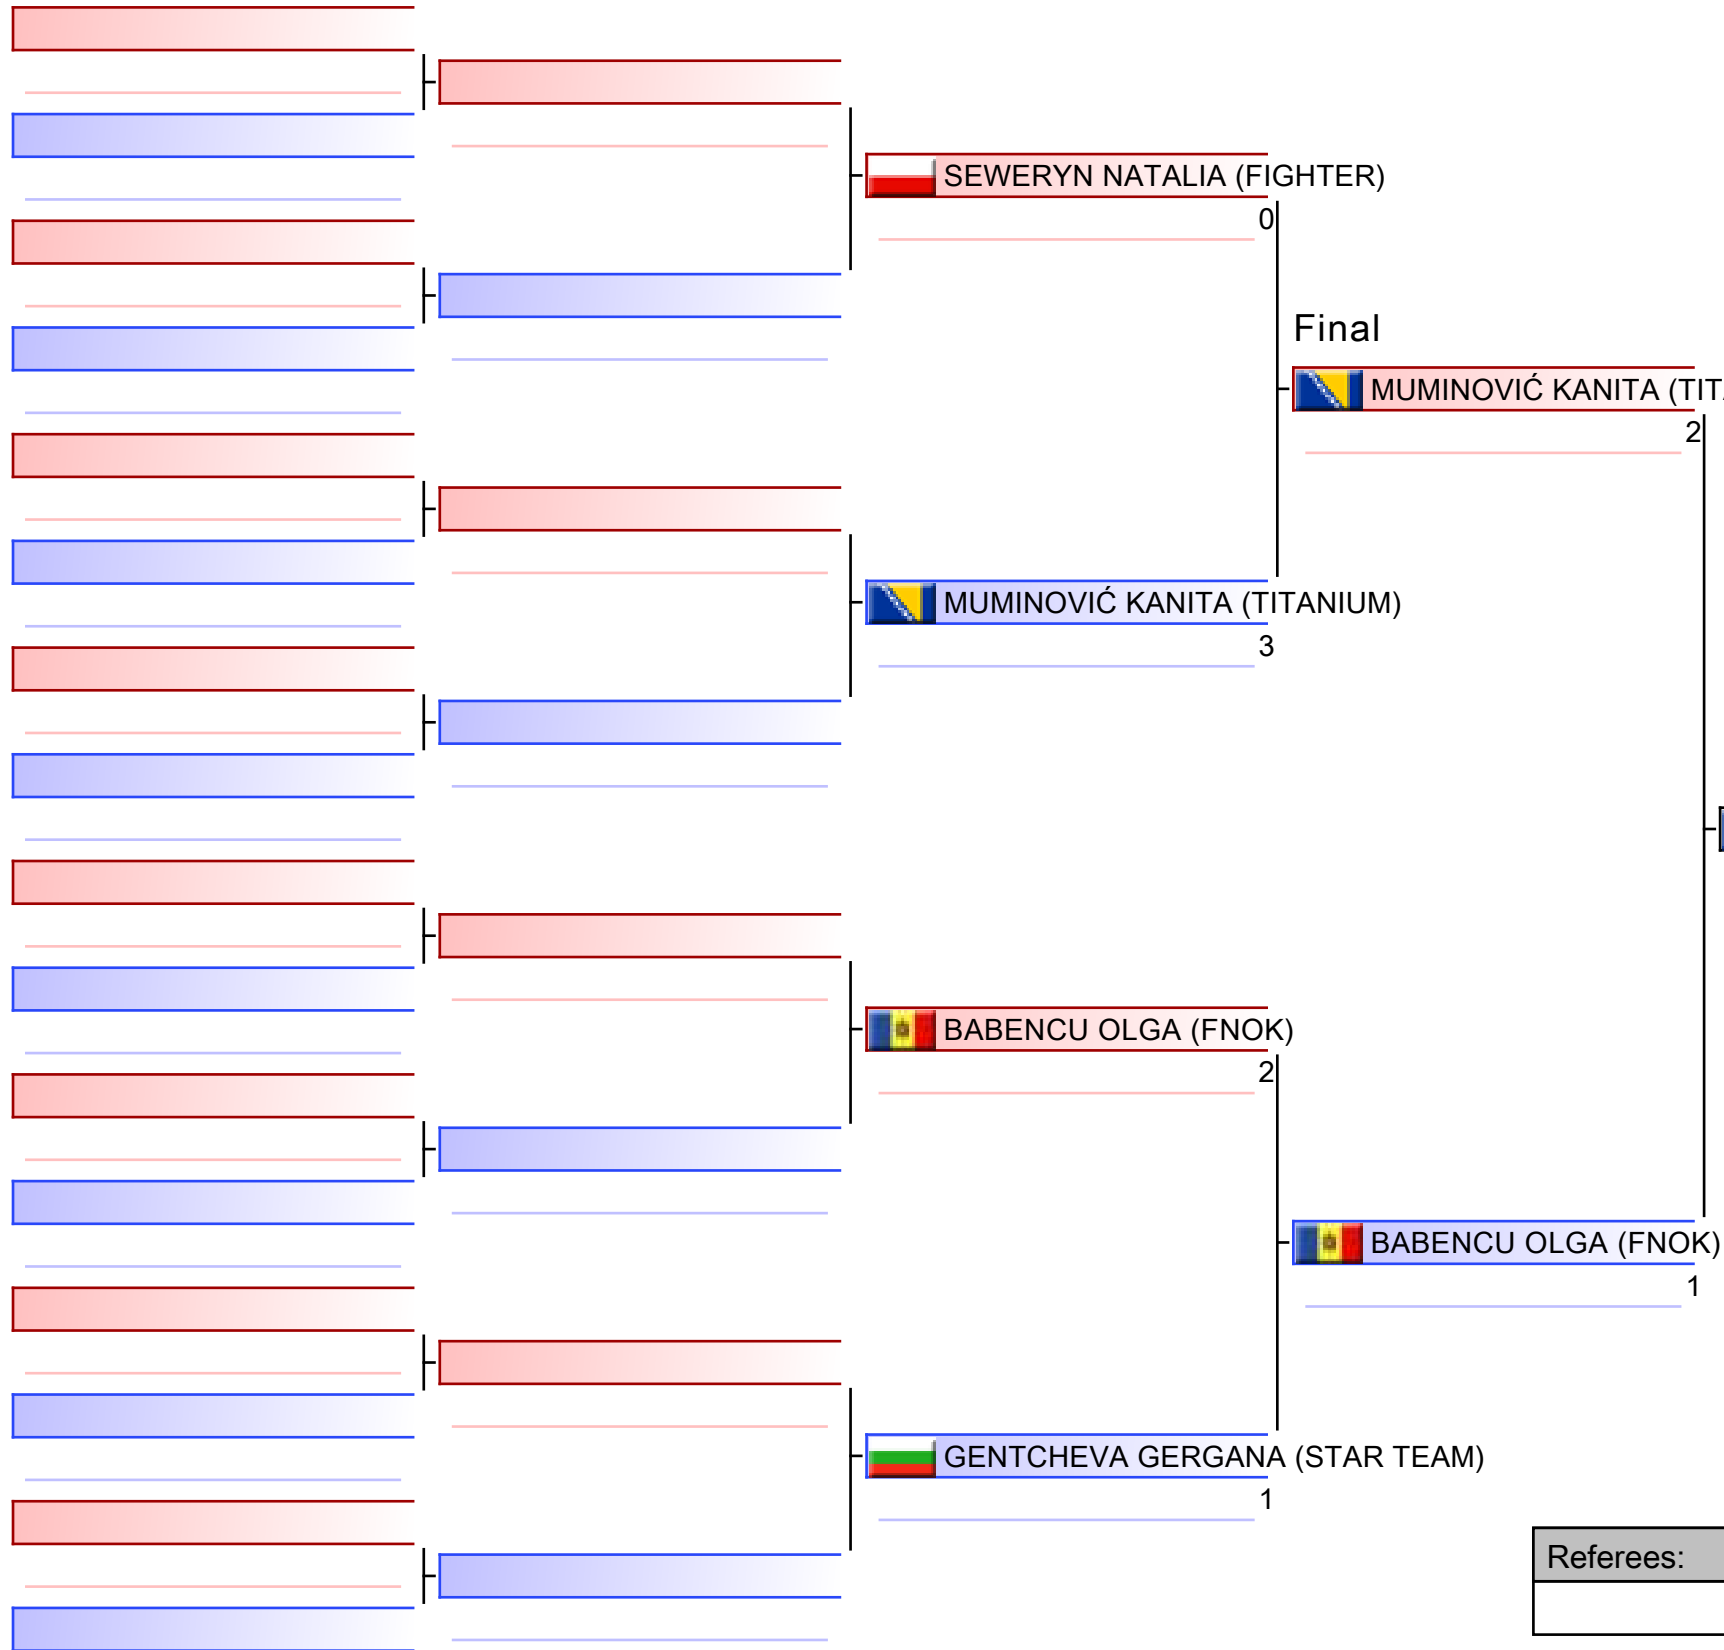 SEWERYN NATALIA (FIGHTER)
0
Final
MUMINOVIĆ KANITA (TIT
2
MUMINOVIĆ KANITA (TITANIUM)
3
BABENCU OLGA (FNOK)
2
BABENCU OLGA (FNOK)
1
GENTCHEVA GERGANA (STAR TEAM)
1
Referees: